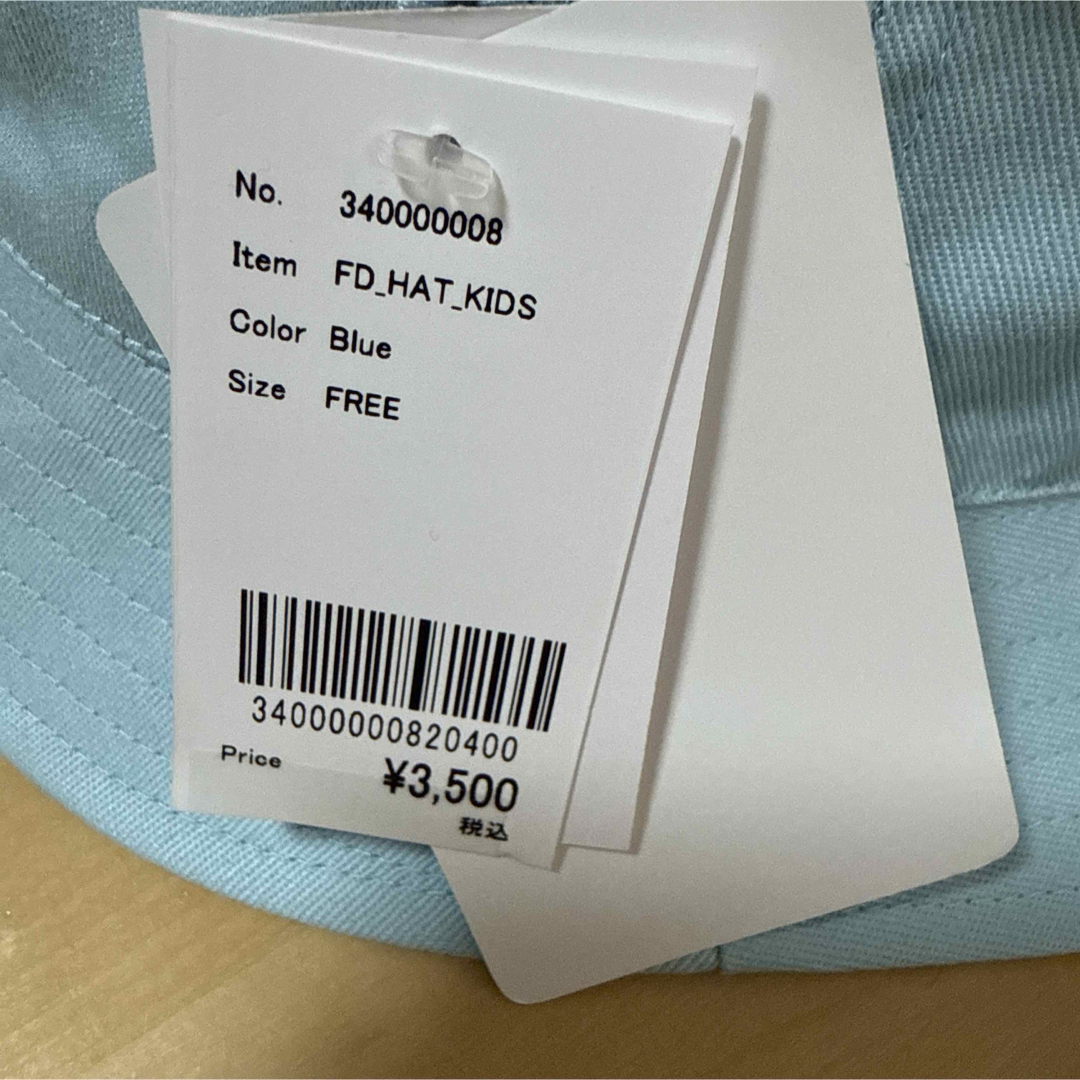 No. 340000008
Item FD_HAT_KIDS
Color Blue
Size FREE
34000000820400
Price ¥3,500
税込